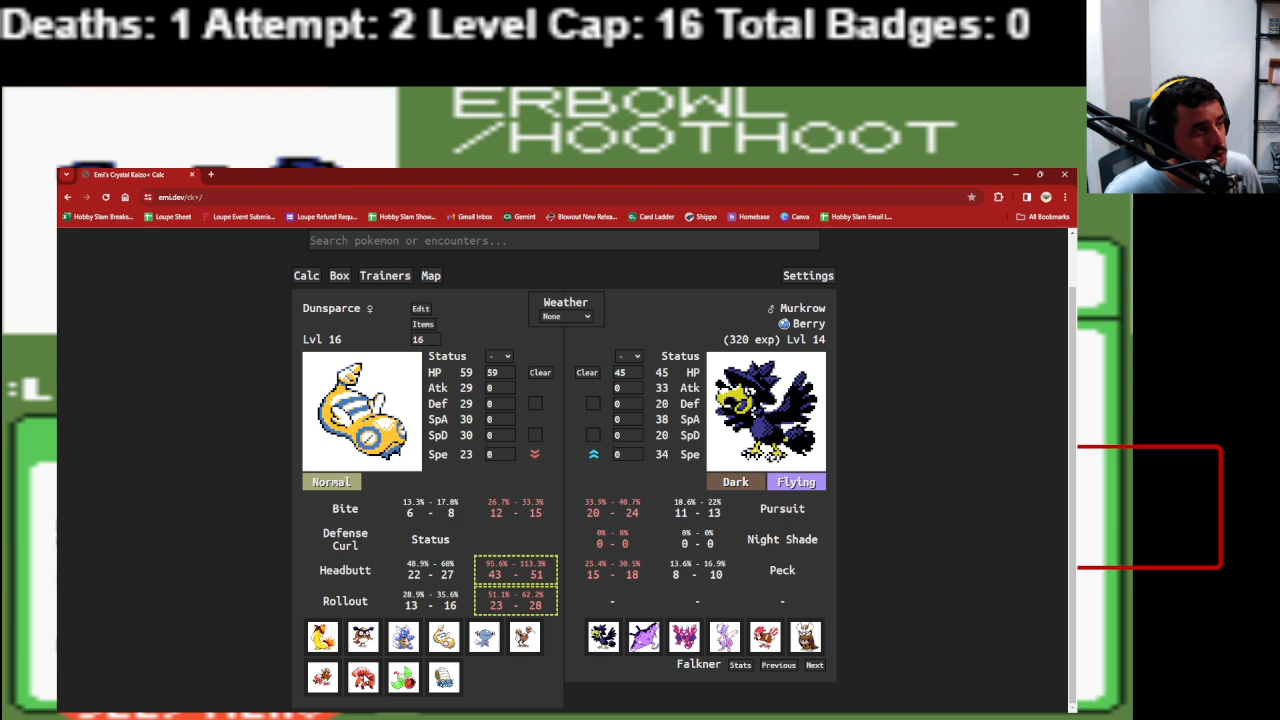 Deaths: 1 Attempt: 2 Level Cap: 16 Total Badges: 0
ERBOWL
/HOOTHOOT
Emi's Crystal Kaizo+ Calc
emi.dev/ck+/
Hobby Slam Breaks... Loupe Sheet Loupe Event Submis... Loupe Refund Requ... Hobby Slam Show... Gmail Inbox Gemint Blowout New Relea... Card Ladder Shippo Homebase Canva Hobby Slam Email L... All Bookmarks
Search pokemon or encounters...
Calc Box Trainers Map Settings
Dunsparce ♀ Edit Weather ♂ Murkrow
Items None Berry
Lvl 16 16 (320 exp) Lvl 14
Status - - Status
HP 59 59 Clear Clear 45 45 HP
Atk 29 0 0 33 Atk
Def 29 0 0 20 Def
SpA 30 0 0 38 SpA
SpD 30 0 0 20 SpD
Spe 23 0 0 34 Spe
:L
Normal Dark Flying
13.3% - 17.8% 26.7% - 33.3% 33.9% - 40.7% 18.6% - 22%
Bite 6 - 8 12 - 15 20 - 24 11 - 13 Pursuit
Defense Curl Status 0% - 0% 0% - 0%
0 - 0 0 - 0 Night Shade
48.9% - 60% 95.6% - 113.3% 25.4% - 30.5% 13.6% - 16.9%
Headbutt 22 - 27 43 - 51 15 - 18 8 - 10 Peck
28.9% - 35.6% 51.1% - 62.2%
Rollout 13 - 16 23 - 28 - - -
Falkner Stats Previous Next